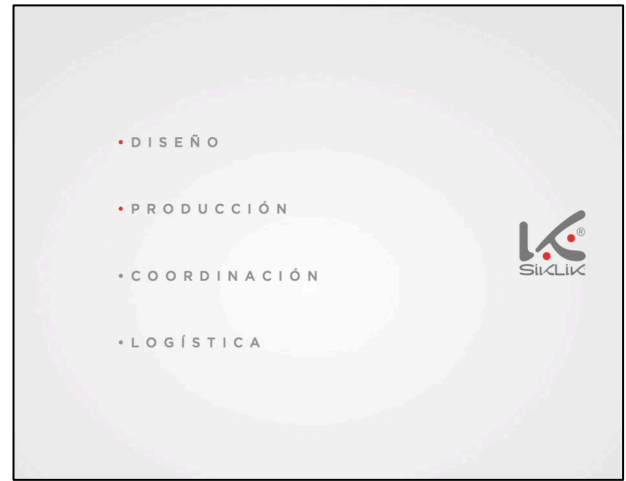 • DISEÑO
• PRODUCCIÓN
• COORDINACIÓN
• LOGÍSTICA
K®
SiKLiK